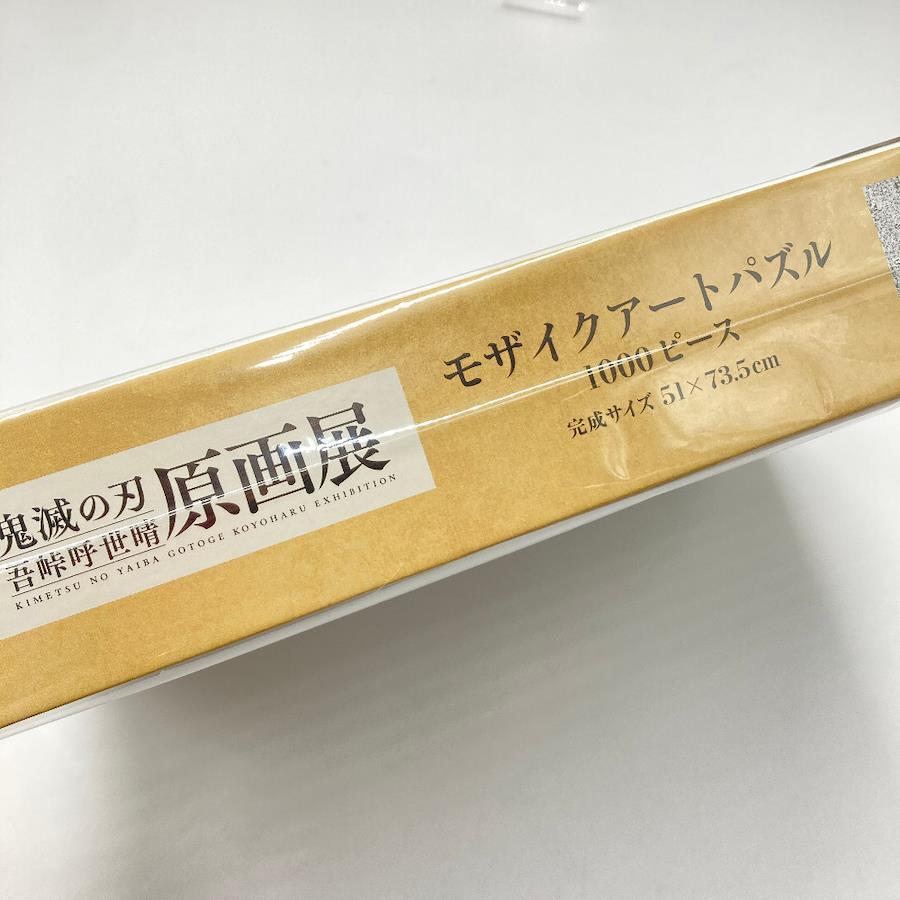 鬼滅の刃
吾峠呼世晴
原画展
KIMETSU NO YAIBA GOTOGE KOYOHARU EXHIBITION
モザイクアートパズル
1000ピース
完成サイズ 51×73.5cm